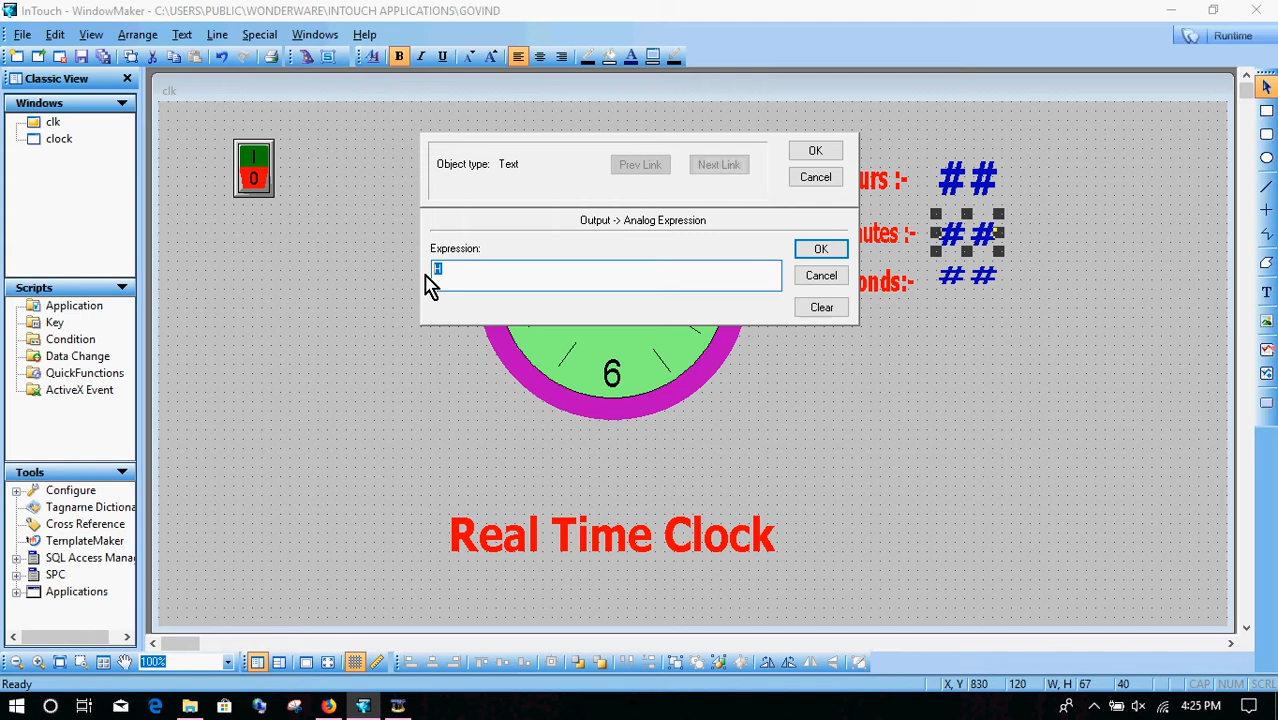 InTouch - WindowMaker - C:\USERS\PUBLIC\WONDERWARE\INTOUCH APPLICATIONS\GOVIND
File Edit View Arrange Text Line Special Windows Help
Runtime
B I U
Classic View
Windows
clk
clock
Scripts
Application
Key
Condition
Data Change
QuickFunctions
ActiveX Event
Tools
Configure
Tagname Dictiona
Cross Reference
TemplateMaker
SQL Access Mana
SPC
Applications
clk
I
0
Object type: Text
Prev Link
Next Link
OK
Cancel
Output -> Analog Expression
Expression:
H
OK
Cancel
Clear
urs :- ##
utes :- ##
onds:- ##
6
Real Time Clock
100%
Ready
X, Y 830 120 W, H 67 40 CAP NUM SCRL
4:25 PM